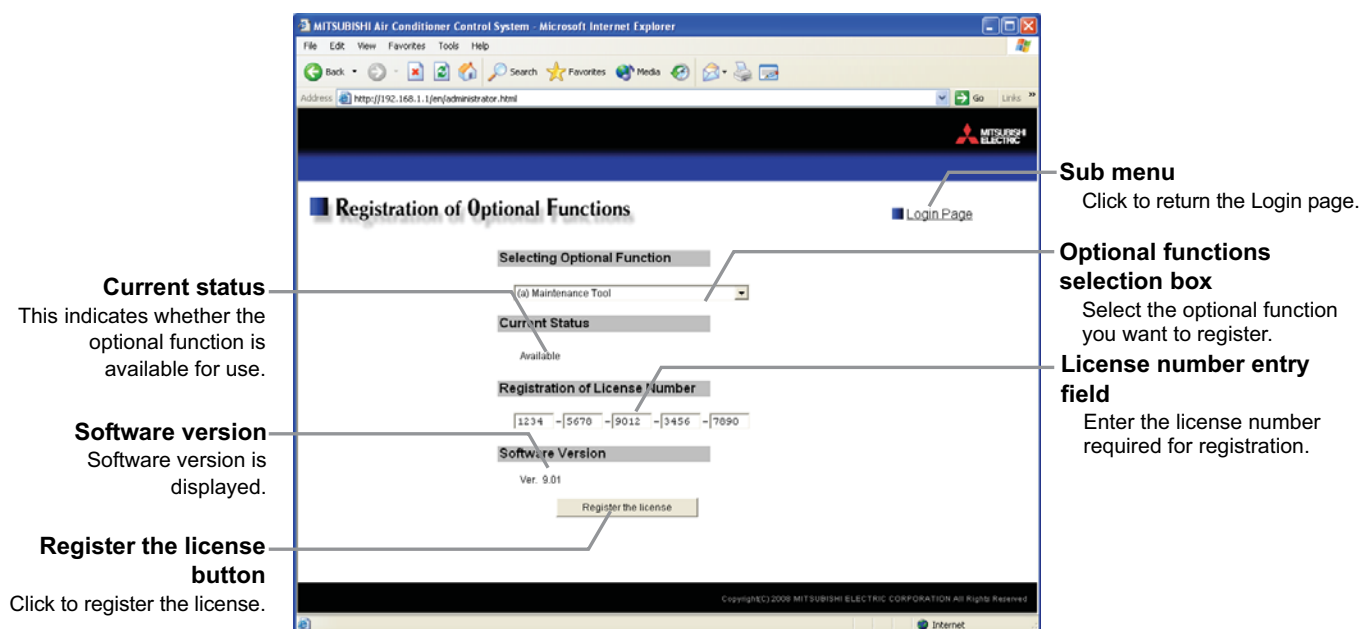 MITSUBISHI Air Conditioner Control System - Microsoft Internet Explorer
File Edit View Favorites Tools Help
Back Search Favorites Media
Address http://192.168.1.1/en/administrator.html Go Links »
MITSUBISHI
ELECTRIC
Registration of Optional Functions
Login Page
Selecting Optional Function
(a) Maintenance Tool
Current Status
Available
Registration of License Number
1234 - 5678 - 9012 - 3456 - 7890
Software Version
Ver. 9.01
Register the license
Copyright(C) 2008 MITSUBISHI ELECTRIC CORPORATION All Rights Reserved
Internet
Current status
This indicates whether the
optional function is
available for use.
Software version
Software version is
displayed.
Register the license
button
Click to register the license.
Sub menu
Click to return the Login page.
Optional functions
selection box
Select the optional function
you want to register.
License number entry
field
Enter the license number
required for registration.